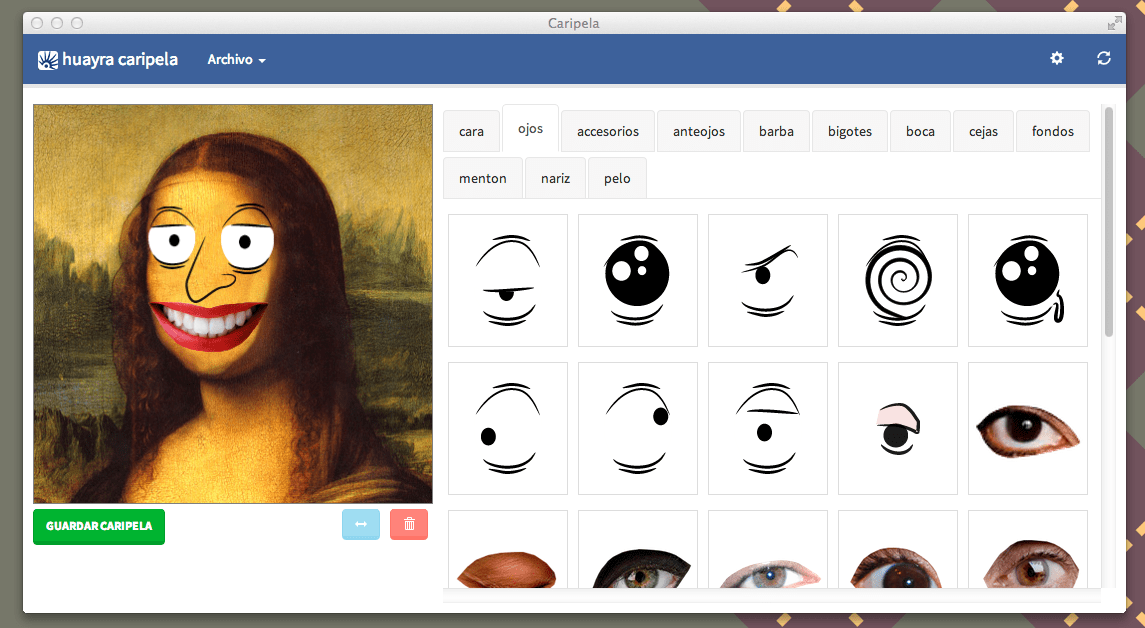 Caripela
huayra caripela Archivo
cara ojos accesorios anteojos barba bigotes boca cejas fondos
menton nariz pelo
GUARDAR CARIPELA